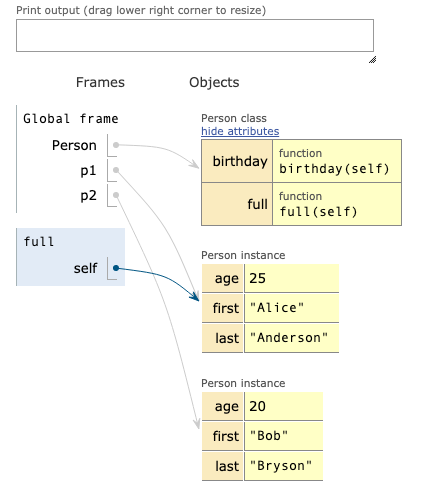 Print output (drag lower right corner to resize)
Frames Objects
Global frame
Person
p1
p2
full
self
Person class
hide attributes
birthday function
birthday(self)
full function
full(self)
Person instance
age 25
first "Alice"
last "Anderson"
Person instance
age 20
first "Bob"
last "Bryson"